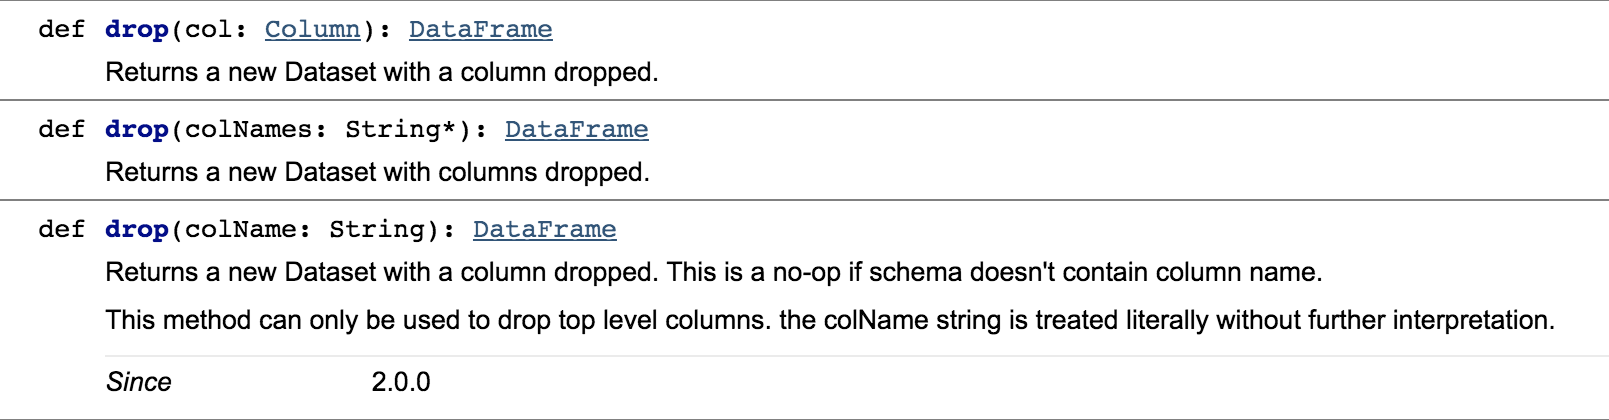 def drop(col: Column): DataFrame
Returns a new Dataset with a column dropped.
def drop(colNames: String*): DataFrame
Returns a new Dataset with columns dropped.
def drop(colName: String): DataFrame
Returns a new Dataset with a column dropped. This is a no-op if schema doesn't contain column name.
This method can only be used to drop top level columns. the colName string is treated literally without further interpretation.
Since 2.0.0